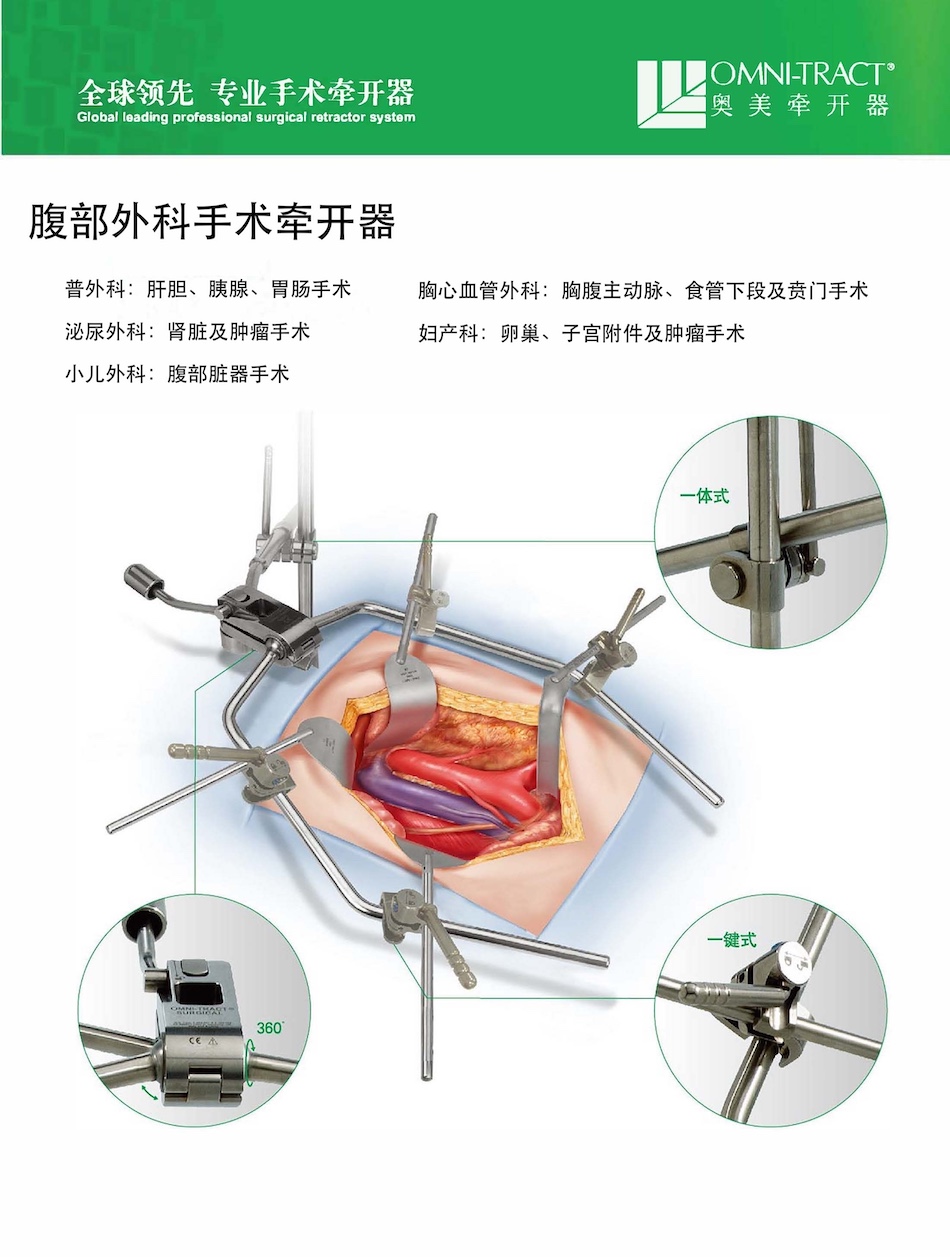 全球领先 专业手术牵开器
Global leading professional surgical retractor system
OMNI-TRACT®
奥美牵开器
腹部外科手术牵开器
普外科：肝胆、胰腺、胃肠手术
泌尿外科：肾脏及肿瘤手术
小儿外科：腹部脏器手术
胸心血管外科：胸腹主动脉、食管下段及贲门手术
妇产科：卵巢、子宫附件及肿瘤手术
一体式
一键式
360°
OMNI-TRACT®
SURGICAL
CE